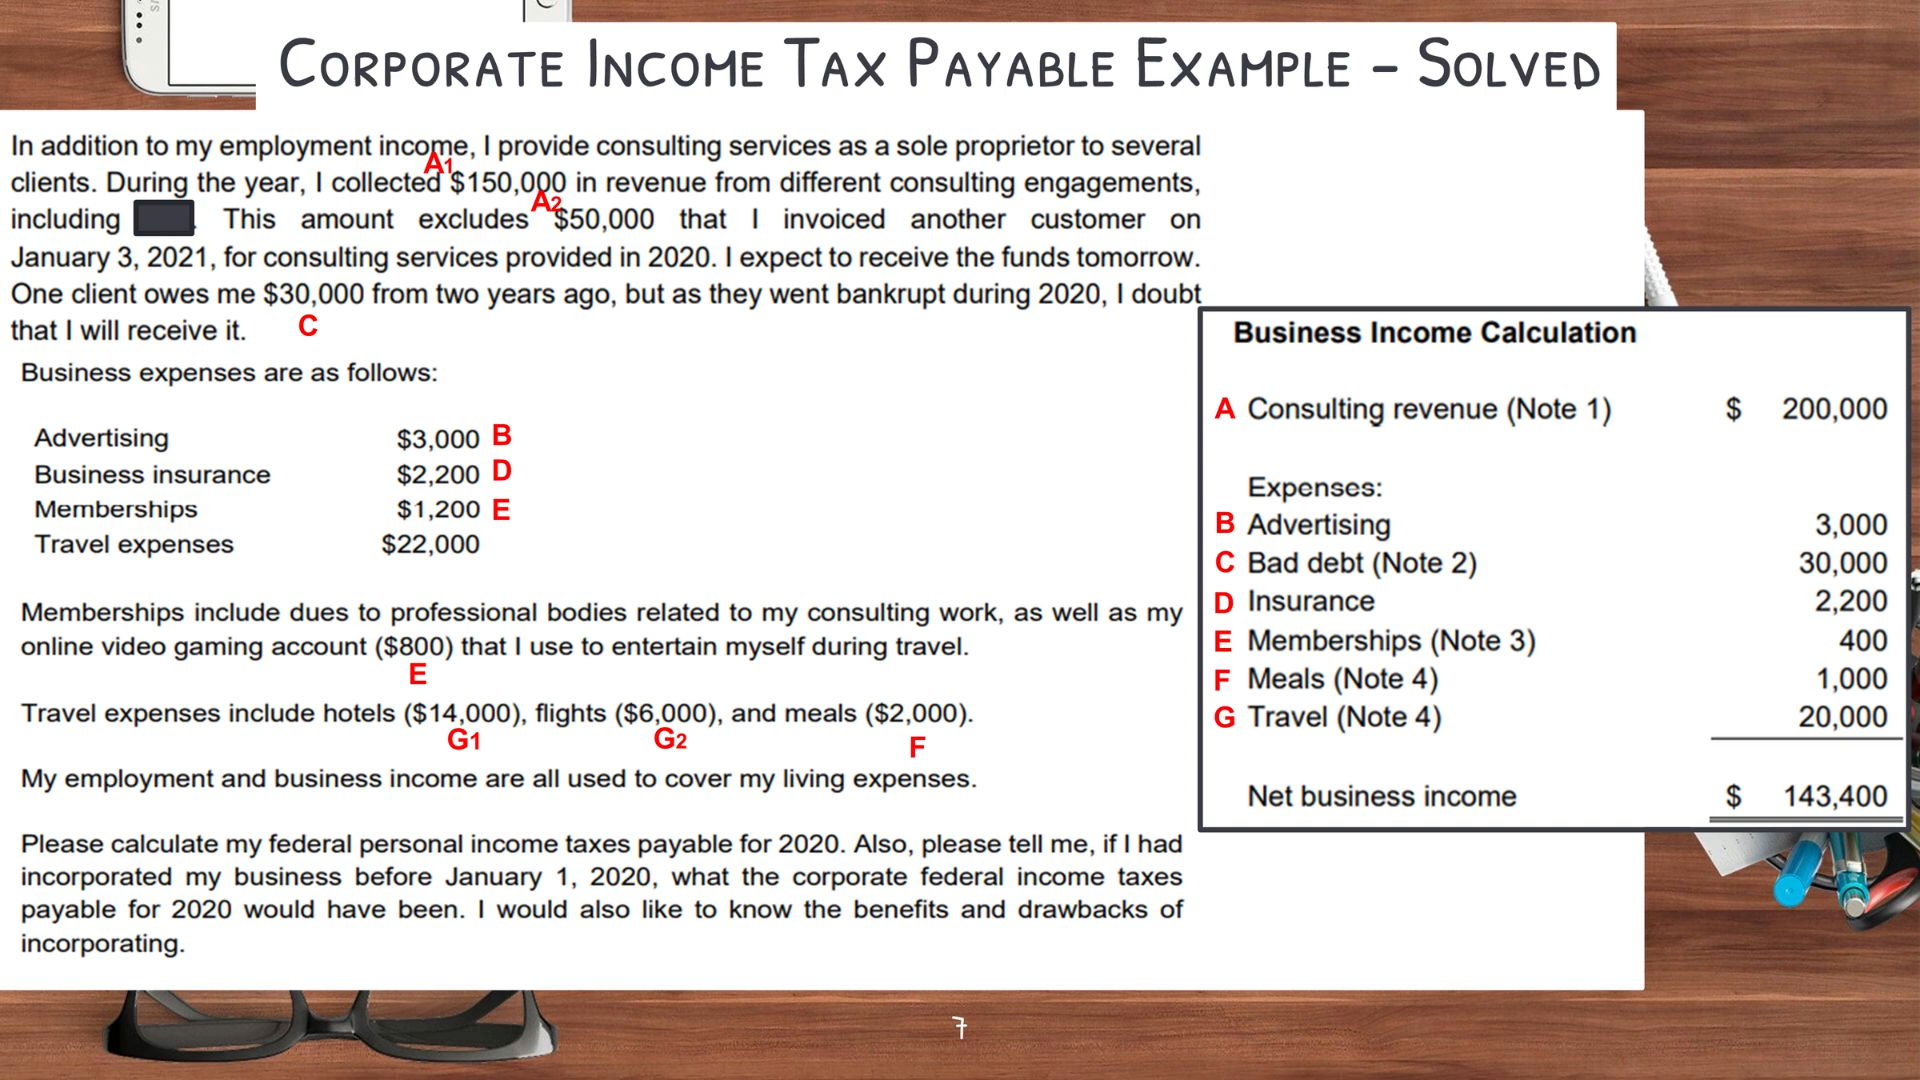 CORPORATE INCOME TAX PAYABLE EXAMPLE – SOLVED
In addition to my employment income, I provide consulting services as a sole proprietor to several
A1
clients. During the year, I collected $150,000 in revenue from different consulting engagements,
A2
including . This amount excludes $50,000 that I invoiced another customer on
January 3, 2021, for consulting services provided in 2020. I expect to receive the funds tomorrow.
One client owes me $30,000 from two years ago, but as they went bankrupt during 2020, I doubt
that I will receive it. C
Business expenses are as follows:
Advertising $3,000 B
Business insurance $2,200 D
Memberships $1,200 E
Travel expenses $22,000
Memberships include dues to professional bodies related to my consulting work, as well as my
online video gaming account ($800) that I use to entertain myself during travel.
E
Travel expenses include hotels ($14,000), flights ($6,000), and meals ($2,000).
G1 G2 F
My employment and business income are all used to cover my living expenses.
Please calculate my federal personal income taxes payable for 2020. Also, please tell me, if I had
incorporated my business before January 1, 2020, what the corporate federal income taxes
payable for 2020 would have been. I would also like to know the benefits and drawbacks of
incorporating.
Business Income Calculation
A Consulting revenue (Note 1) $ 200,000
Expenses:
B Advertising 3,000
C Bad debt (Note 2) 30,000
D Insurance 2,200
E Memberships (Note 3) 400
F Meals (Note 4) 1,000
G Travel (Note 4) 20,000
Net business income $ 143,400
7